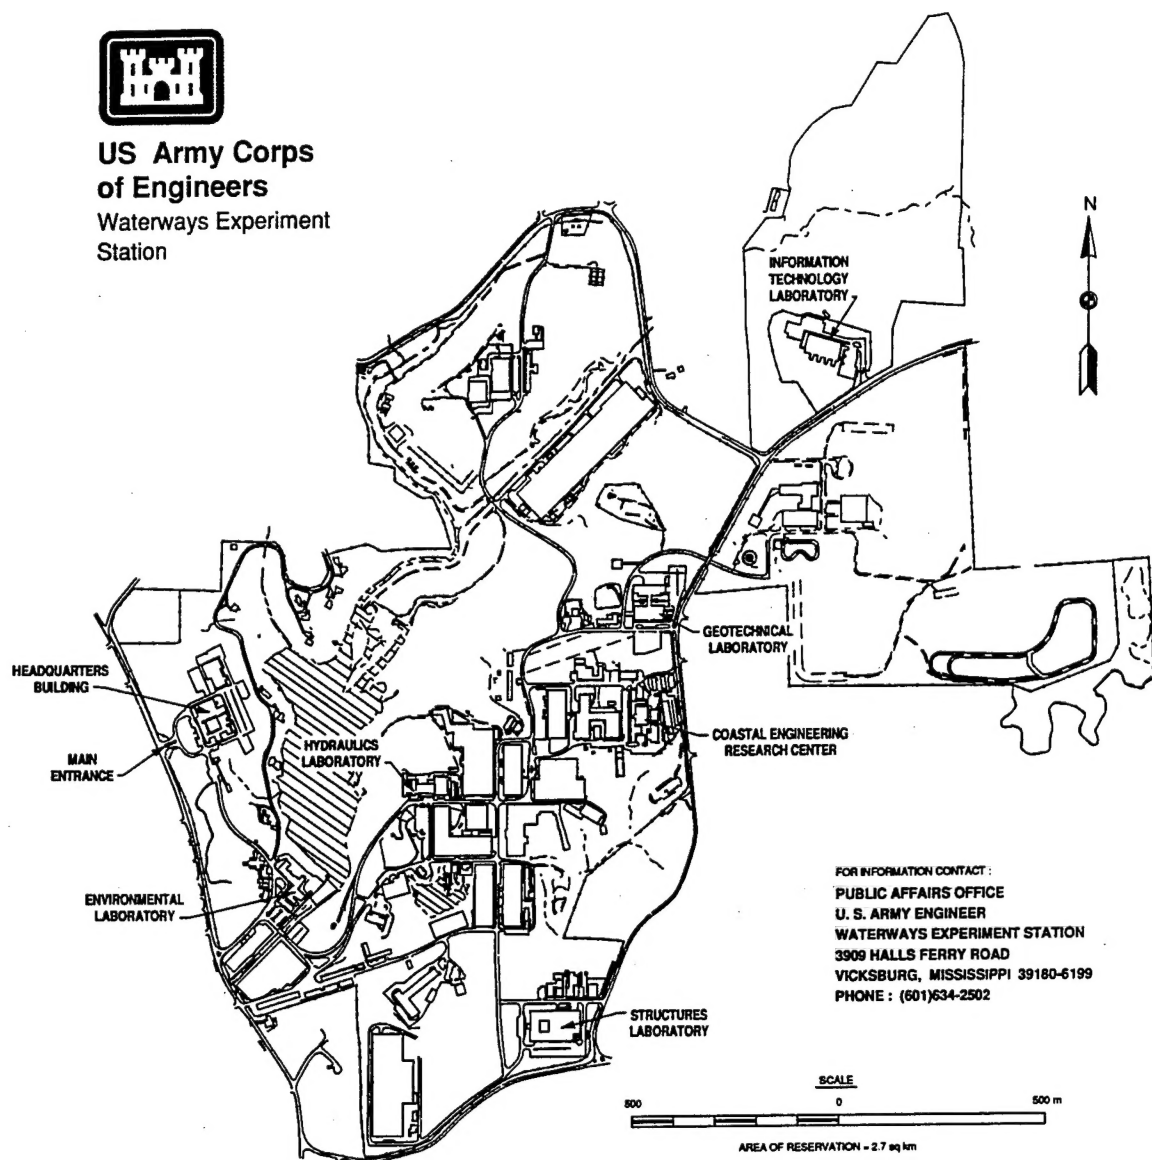 US Army Corps
of Engineers
Waterways Experiment
Station
N
INFORMATION
TECHNOLOGY
LABORATORY
GEOTECHNICAL
LABORATORY
HEADQUARTERS
BUILDING
MAIN
ENTRANCE
HYDRAULICS
LABORATORY
COASTAL ENGINEERING
RESEARCH CENTER
ENVIRONMENTAL
LABORATORY
STRUCTURES
LABORATORY
FOR INFORMATION CONTACT :
PUBLIC AFFAIRS OFFICE
U. S. ARMY ENGINEER
WATERWAYS EXPERIMENT STATION
3909 HALLS FERRY ROAD
VICKSBURG, MISSISSIPPI 39180-6199
PHONE : (601)634-2502
SCALE
500 0 500 m
AREA OF RESERVATION = 2.7 sq km